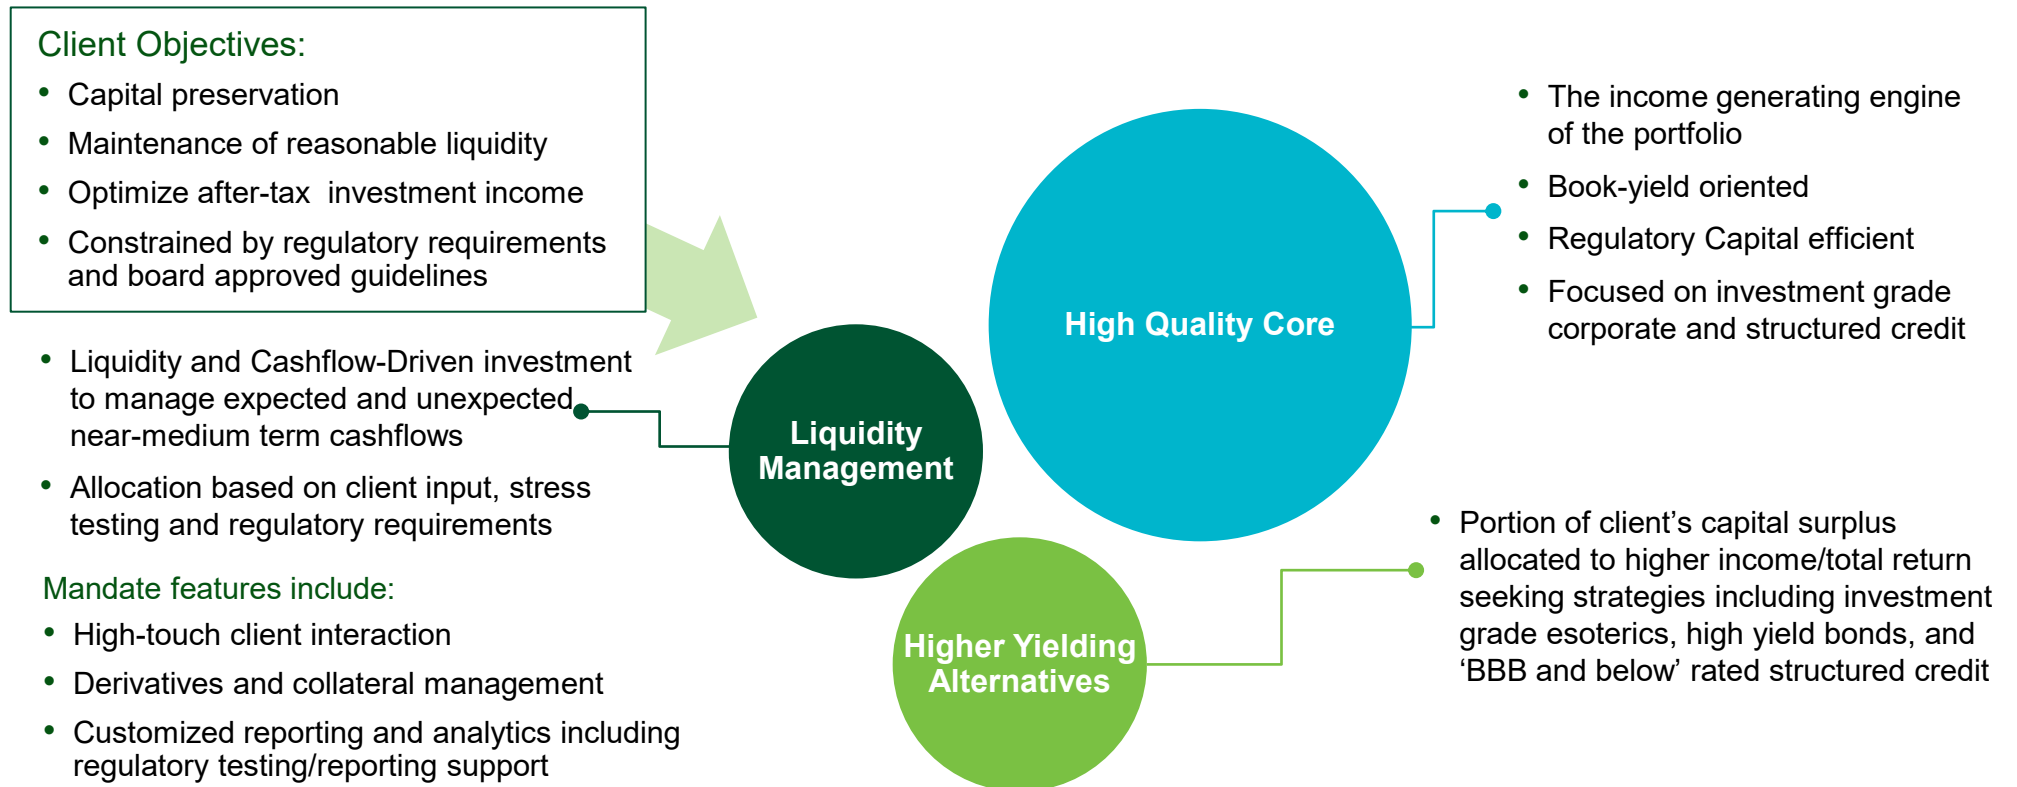 Client Objectives:
• Capital preservation
• Maintenance of reasonable liquidity
• Optimize after-tax  investment income
• Constrained by regulatory requirements
and board approved guidelines
• Liquidity and Cashflow-Driven investment
to manage expected and unexpected
near-medium term cashflows
• Allocation based on client input, stress
testing and regulatory requirements
Mandate features include:
• High-touch client interaction
• Derivatives and collateral management
• Customized reporting and analytics including
regulatory testing/reporting support
Liquidity
Management
High Quality Core
Higher Yielding
Alternatives
• The income generating engine
of the portfolio
• Book-yield oriented
• Regulatory Capital efficient
• Focused on investment grade
corporate and structured credit
• Portion of client’s capital surplus
allocated to higher income/total return
seeking strategies including investment
grade esoterics, high yield bonds, and
‘BBB and below’ rated structured credit